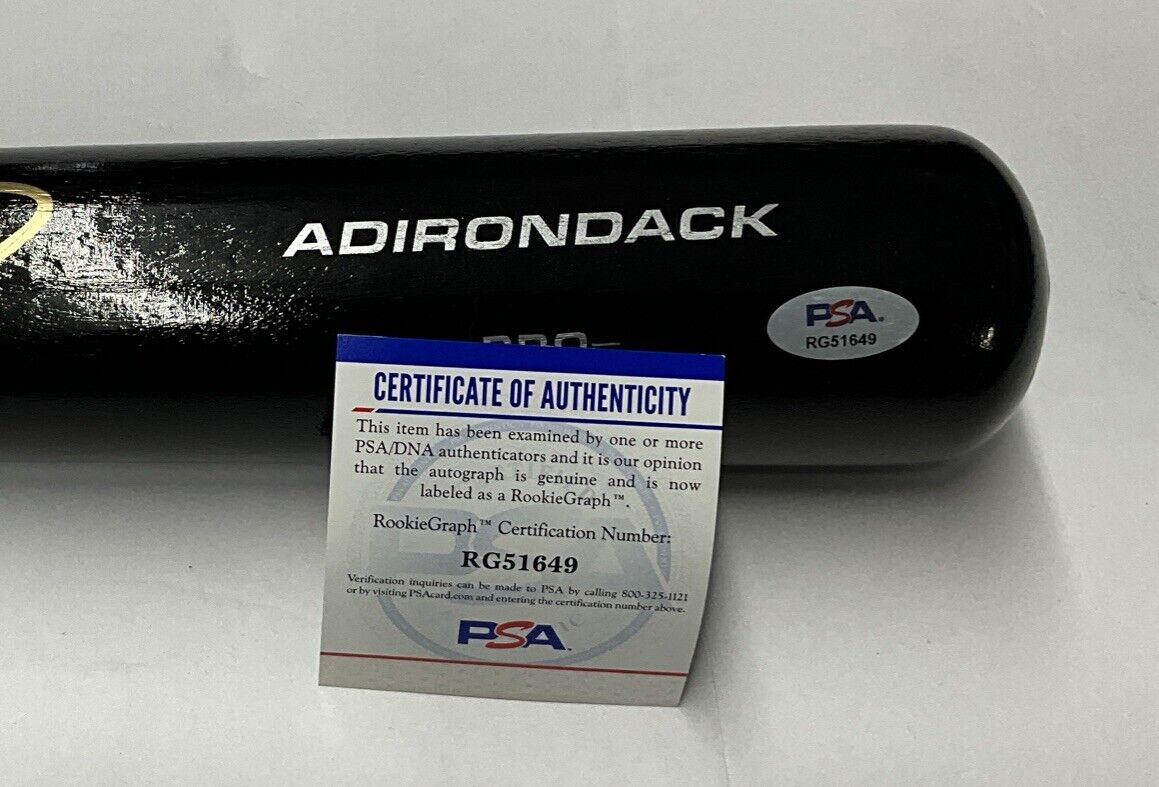 ADIRONDACK
PSA
RG51649
PRO-
CERTIFICATE OF AUTHENTICITY
This item has been examined by one or more
PSA/DNA authenticators and it is our opinion
that the autograph is genuine and is now
labeled as a RookieGraph™.
RookieGraph™ Certification Number:
RG51649
Verification inquiries can be made to PSA by calling 800-325-1121
or by visiting PSAcard.com and entering the certification number above.
PSA